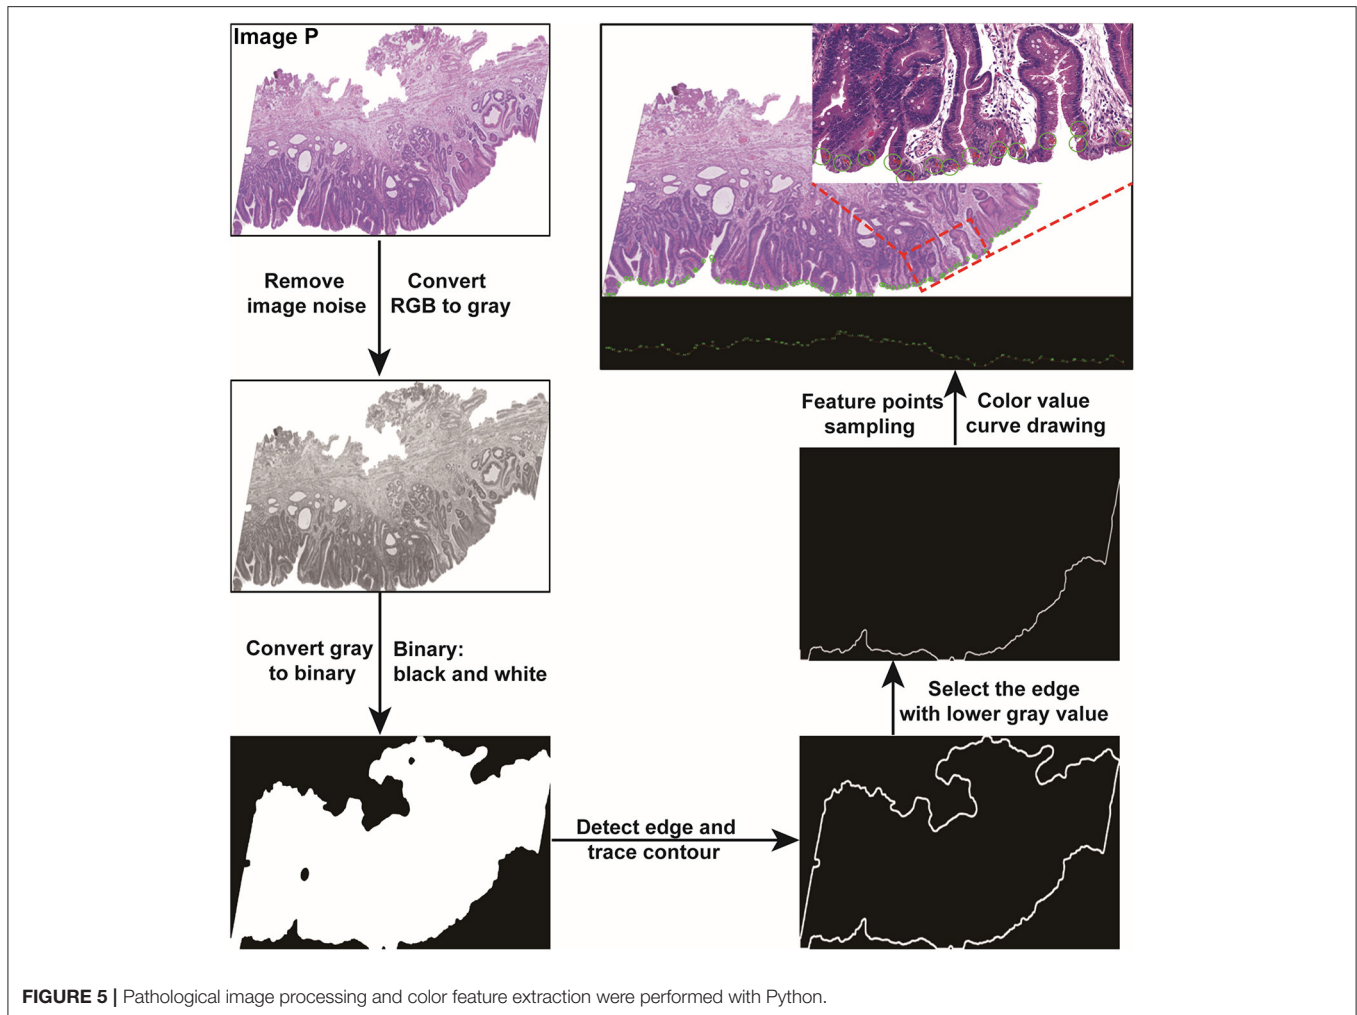 Image P
Remove
image noise
Convert
RGB to gray
Convert gray
to binary
Binary:
black and white
Detect edge and
trace contour
Select the edge
with lower gray value
Feature points
sampling
Color value
curve drawing
FIGURE 5 | Pathological image processing and color feature extraction were performed with Python.